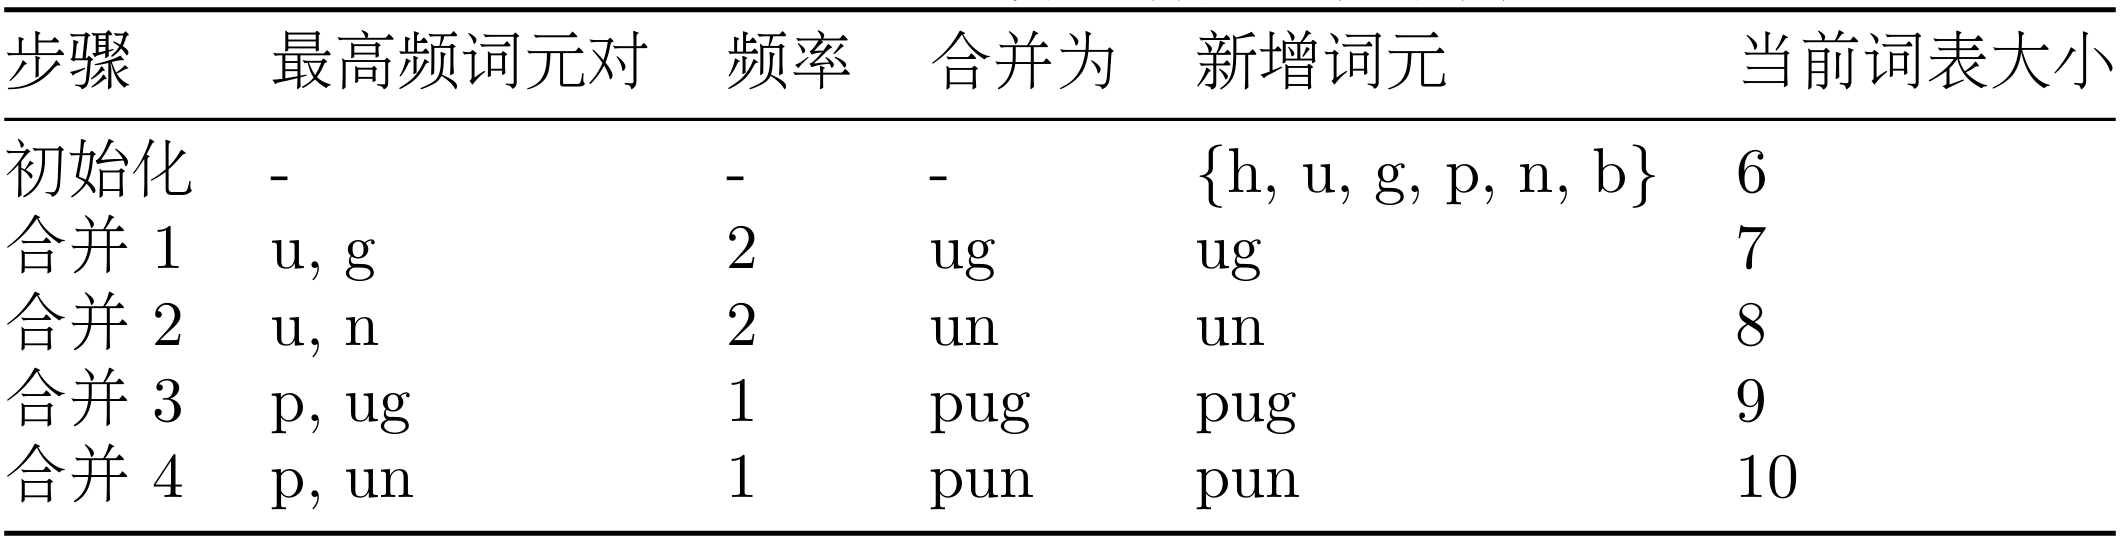 步骤 最高频词元对 频率 合并为 新增词元 当前词表大小
初始化 - - - {h, u, g, p, n, b} 6
合并 1 u, g 2 ug ug 7
合并 2 u, n 2 un un 8
合并 3 p, ug 1 pug pug 9
合并 4 p, un 1 pun pun 10